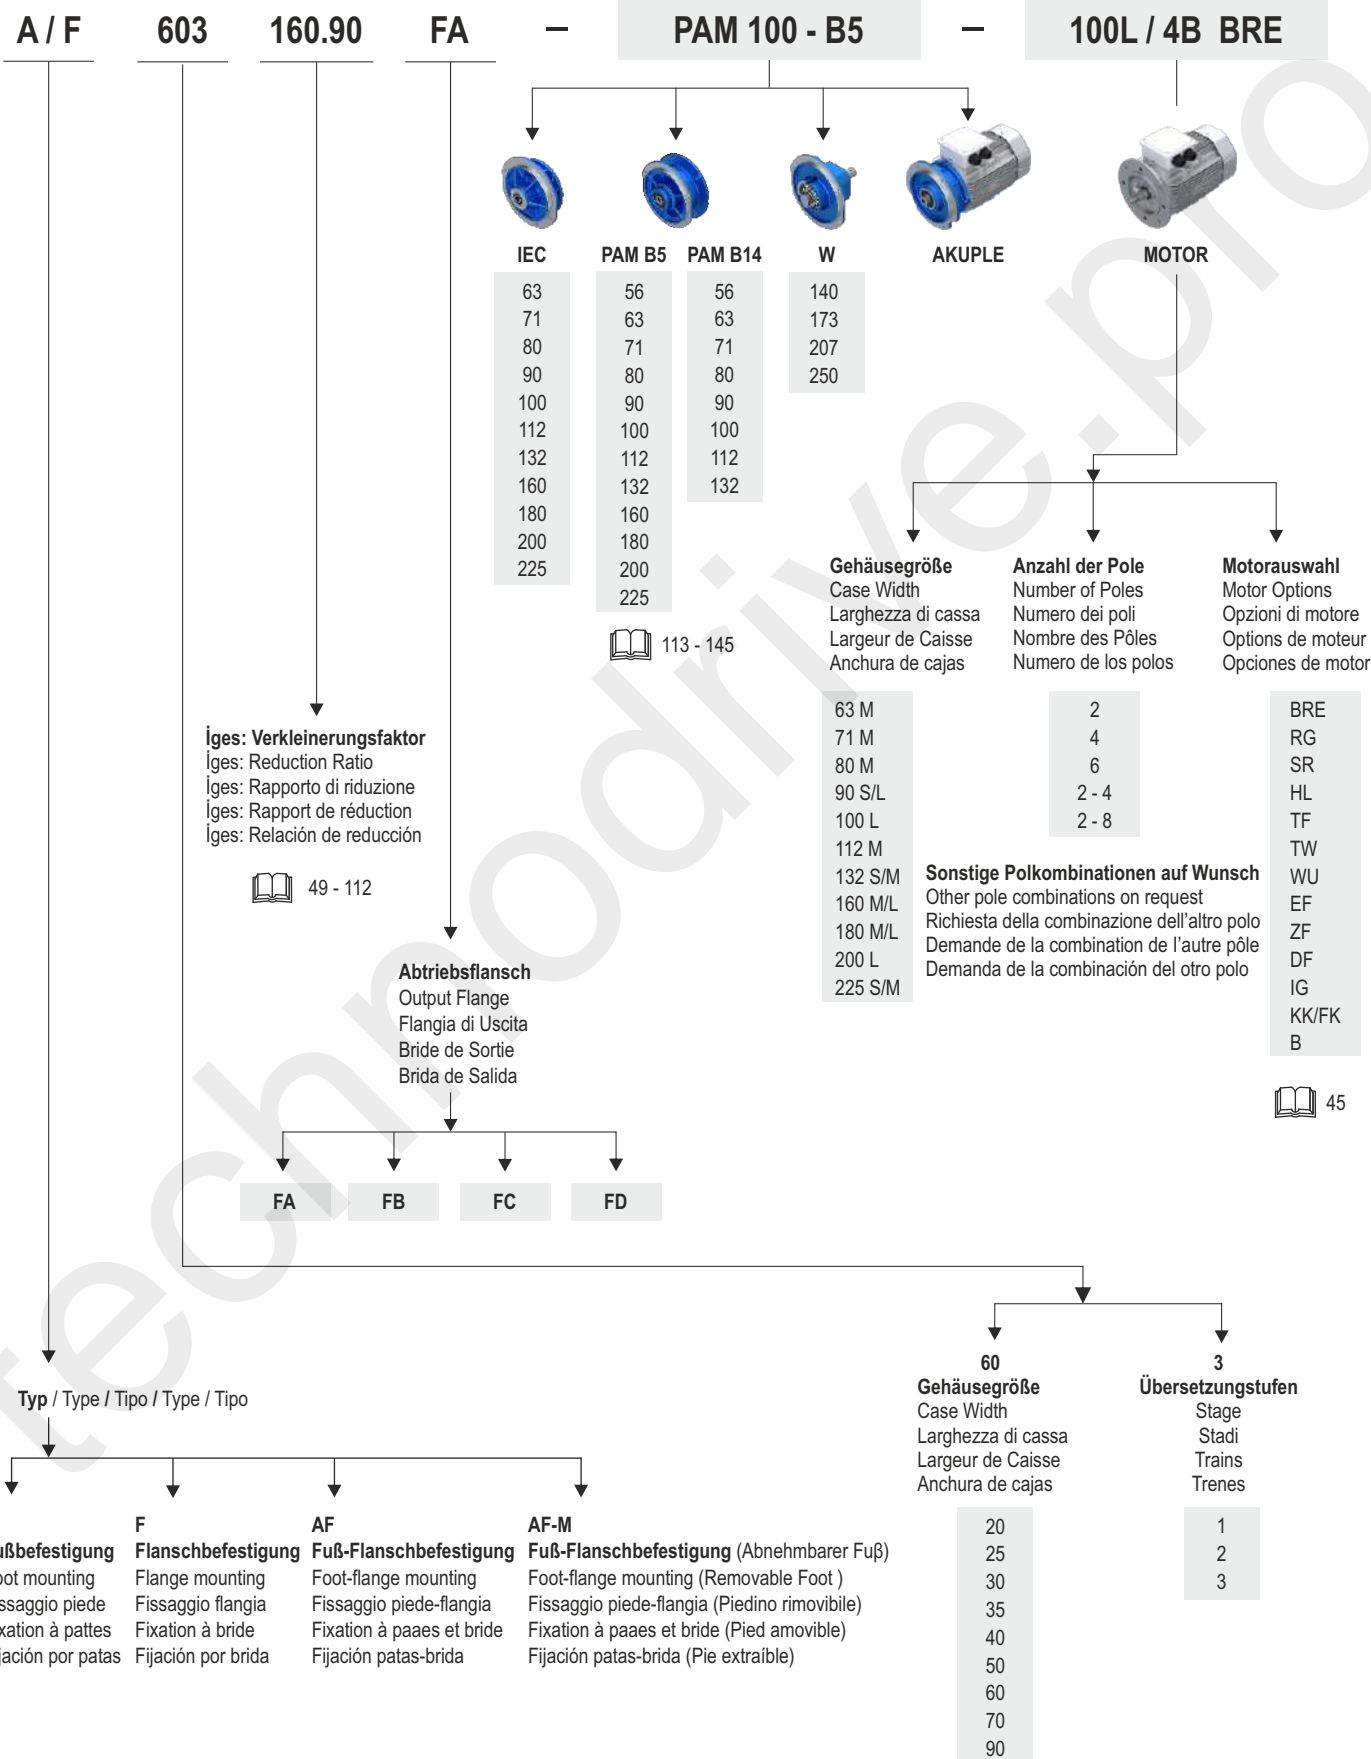 A / F 603 160.90 FA – PAM 100 - B5 – 100L / 4B BRE
IEC
63
71
80
90
100
112
132
160
180
200
225
PAM B5
56
63
71
80
90
100
112
132
160
180
200
225
PAM B14
56
63
71
80
90
100
112
132
W
140
173
207
250
AKUPLE
MOTOR
113 - 145
Gehäusegröße
Case Width
Larghezza di cassa
Largeur de Caisse
Anchura de cajas
63 M
71 M
80 M
90 S/L
100 L
112 M
132 S/M
160 M/L
180 M/L
200 L
225 S/M
Anzahl der Pole
Number of Poles
Numero dei poli
Nombre des Pôles
Numero de los polos
2
4
6
2 - 4
2 - 8
Sonstige Polkombinationen auf Wunsch
Other pole combinations on request
Richiesta della combinazione dell'altro polo
Demande de la combination de l'autre pôle
Demanda de la combinación del otro polo
Motorauswahl
Motor Options
Opzioni di motore
Options de moteur
Opciones de motor
BRE
RG
SR
HL
TF
TW
WU
EF
ZF
DF
IG
KK/FK
B
45
İges: Verkleinerungsfaktor
İges: Reduction Ratio
İges: Rapporto di riduzione
İges: Rapport de réduction
İges: Relación de reducción
49 - 112
Abtriebsflansch
Output Flange
Flangia di Uscita
Bride de Sortie
Brida de Salida
FA FB FC FD
60
Gehäusegröße
Case Width
Larghezza di cassa
Largeur de Caisse
Anchura de cajas
20
25
30
35
40
50
60
70
90
3
Übersetzungstufen
Stage
Stadi
Trains
Trenes
1
2
3
Typ / Type / Tipo / Type / Tipo
ußbefestigung
oot mounting
ssaggio piede
xation à pattes
jación por patas
F
Flanschbefestigung
Flange mounting
Fissaggio flangia
Fixation à bride
Fijación por brida
AF
Fuß-Flanschbefestigung
Foot-flange mounting
Fissaggio piede-flangia
Fixation à paaes et bride
Fijación patas-brida
AF-M
Fuß-Flanschbefestigung (Abnehmbarer Fuβ)
Foot-flange mounting (Removable Foot )
Fissaggio piede-flangia (Piedino rimovibile)
Fixation à paaes et bride (Pied amovible)
Fijación patas-brida (Pie extraíble)
technodrive.pro